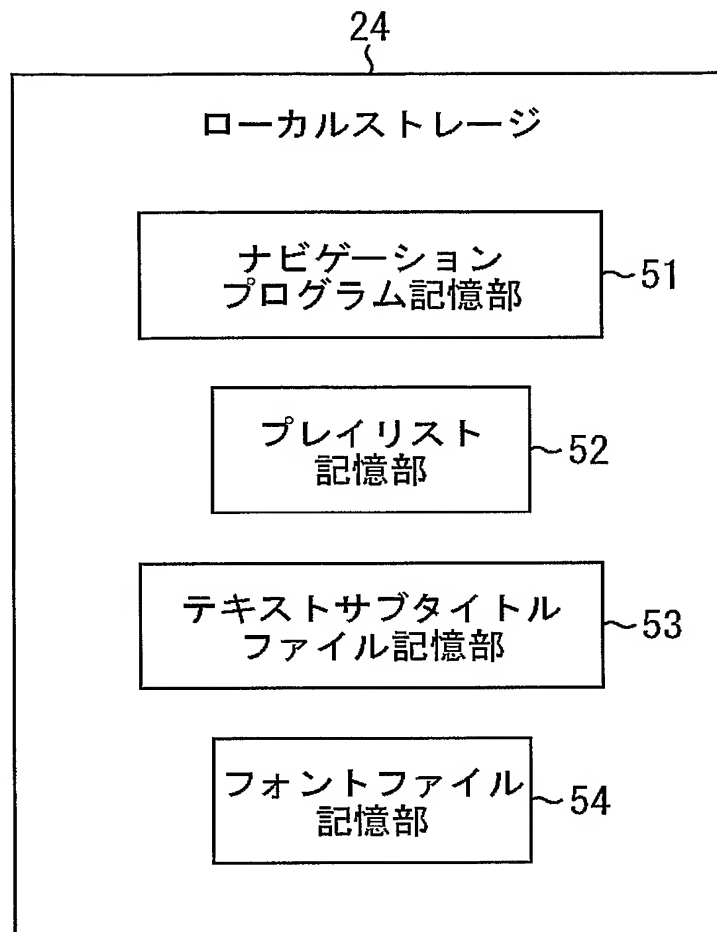 24
ローカルストレージ
ナビゲーション
プログラム記憶部
51
プレイリスト
記憶部
52
テキストサブタイトル
ファイル記憶部
53
フォントファイル
記憶部
54